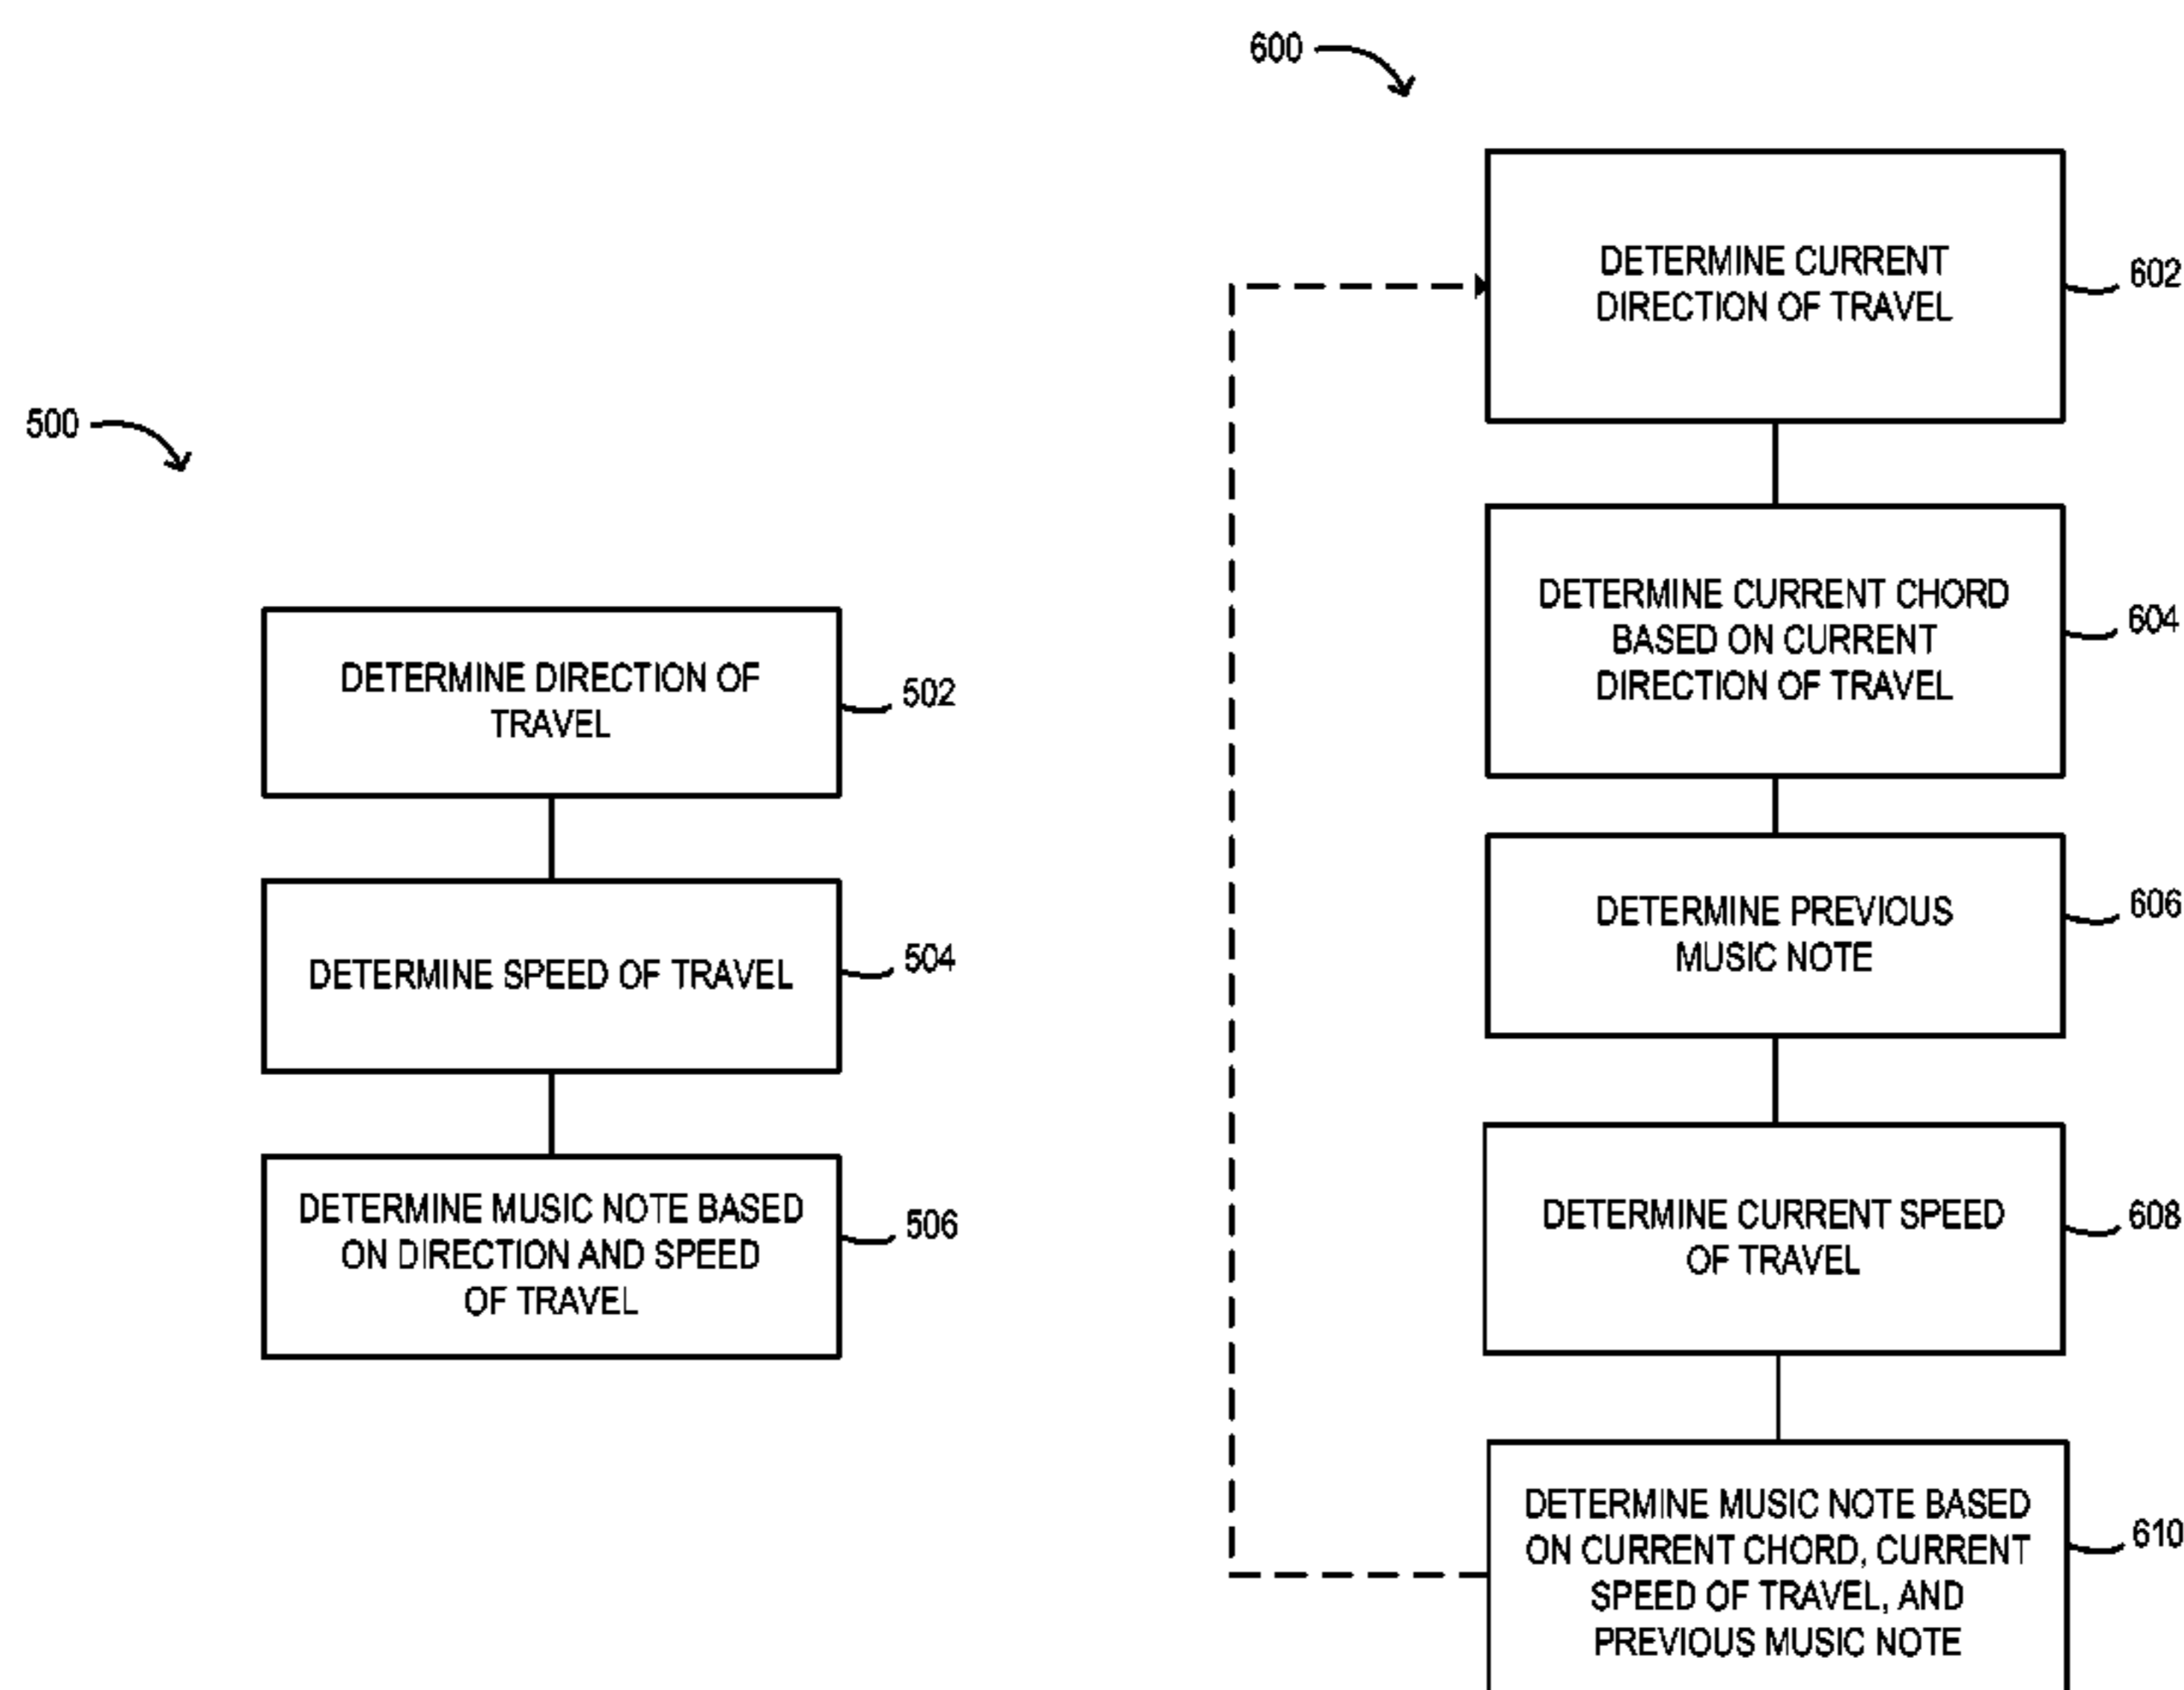 500
DETERMINE DIRECTION OF
TRAVEL
502
DETERMINE SPEED OF TRAVEL
504
DETERMINE MUSIC NOTE BASED
ON DIRECTION AND SPEED
OF TRAVEL
506
600
DETERMINE CURRENT
DIRECTION OF TRAVEL
602
DETERMINE CURRENT CHORD
BASED ON CURRENT
DIRECTION OF TRAVEL
604
DETERMINE PREVIOUS
MUSIC NOTE
606
DETERMINE CURRENT SPEED
OF TRAVEL
608
DETERMINE MUSIC NOTE BASED
ON CURRENT CHORD, CURRENT
SPEED OF TRAVEL, AND
PREVIOUS MUSIC NOTE
610